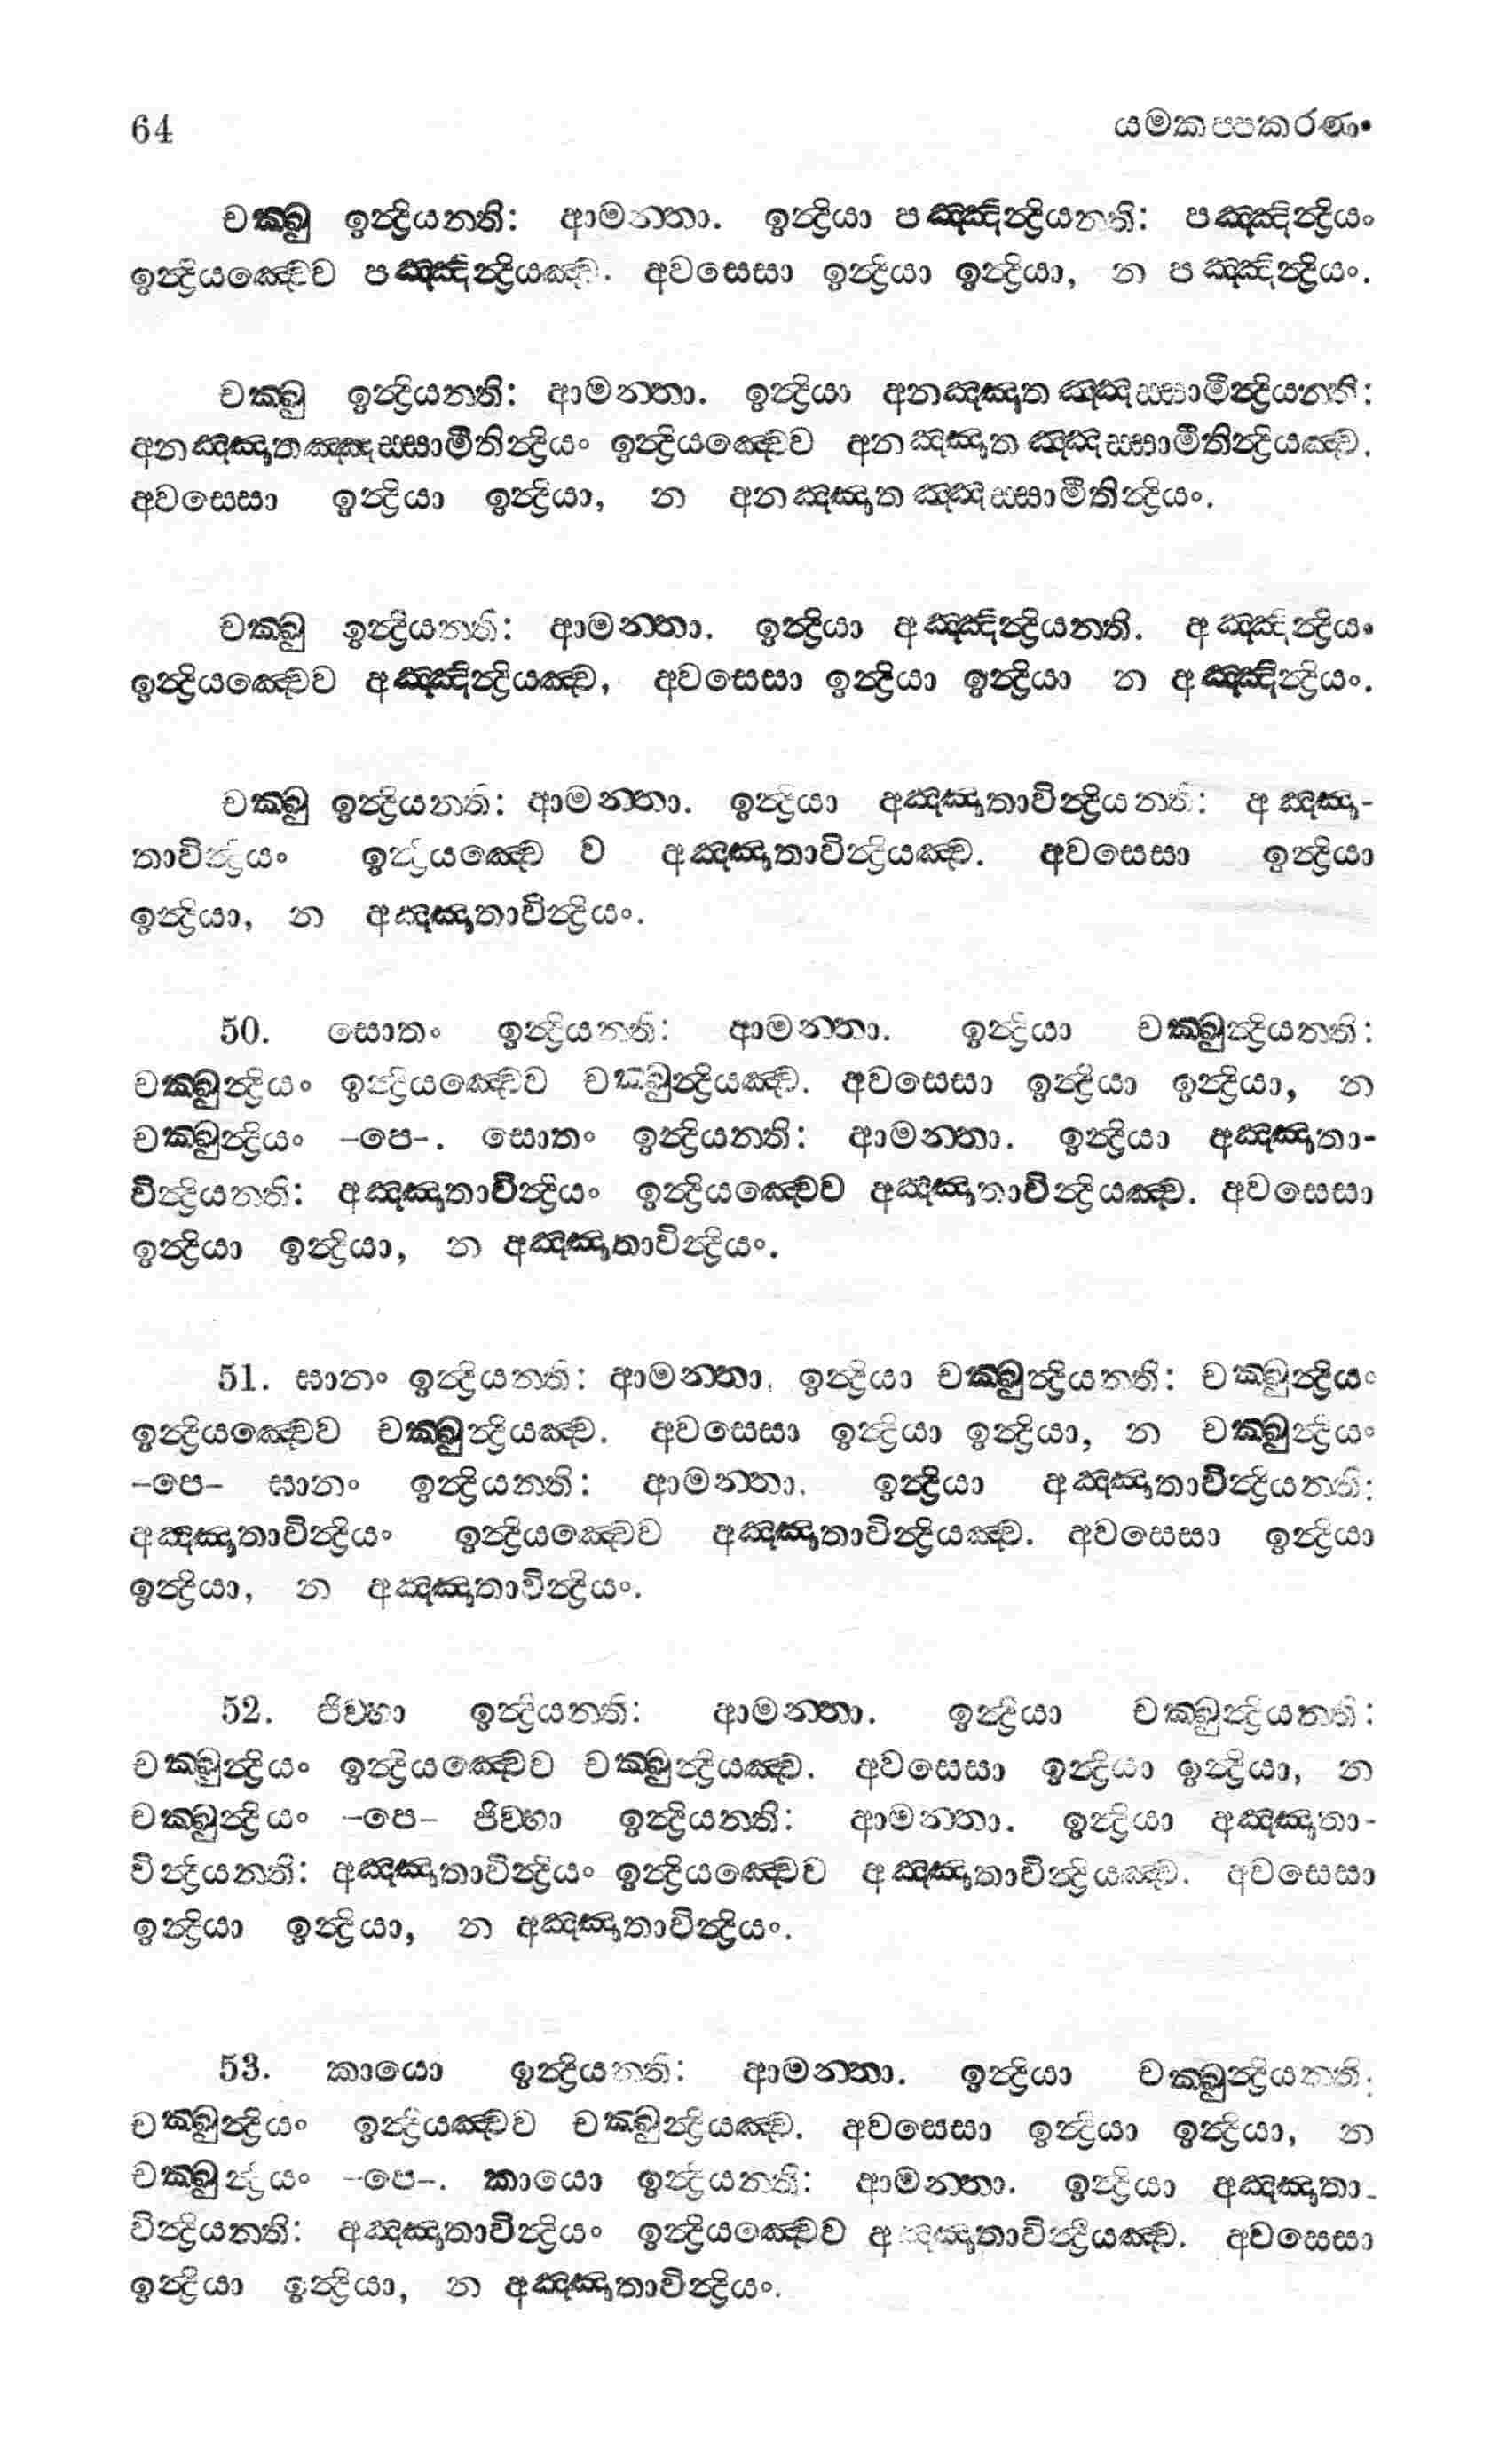 64 යමකප්පකරණං
චක්ඛු ඉන්ද්‍රියන්ති: ආමන්තා. ඉන්ද්‍රියා පඤ්ඤින්ද්‍රියන්ති: පඤ්ඤින්ද්‍රියං
ඉන්ද්‍රියඤ්චෙව පඤ්ඤින්ද්‍රියඤ්ච. අවසෙසා ඉන්ද්‍රියා ඉන්ද්‍රියා, න පඤ්ඤින්ද්‍රියං.
චක්ඛු ඉන්ද්‍රියන්ති: ආමන්තා. ඉන්ද්‍රියා අනඤ්ඤාතඤ්ඤස්සාමීන්ද්‍රියන්ති:
අනඤ්ඤාතඤ්ඤස්සාමීතින්ද්‍රියං ඉන්ද්‍රියඤ්චෙව අනඤ්ඤාතඤ්ඤස්සාමීතින්ද්‍රියඤ්ච.
අවසෙසා ඉන්ද්‍රියා ඉන්ද්‍රියා, න අනඤ්ඤාතඤ්ඤස්සාමීතින්ද්‍රියං.
චක්ඛු ඉන්ද්‍රියන්ති: ආමන්තා. ඉන්ද්‍රියා අඤ්ඤින්ද්‍රියන්ති. අඤ්ඤින්ද්‍රියං
ඉන්ද්‍රියඤ්චෙව අඤ්ඤින්ද්‍රියඤ්ච, අවසෙසා ඉන්ද්‍රියා ඉන්ද්‍රියා න අඤ්ඤින්ද්‍රියං.
චක්ඛු ඉන්ද්‍රියන්ති: ආමන්තා. ඉන්ද්‍රියා අඤ්ඤාතාවින්ද්‍රියන්ති: අඤ්ඤා-
තාවින්ද්‍රියං ඉන්ද්‍රියඤ්චෙ ව අඤ්ඤාතාවින්ද්‍රියඤ්ච. අවසෙසා ඉන්ද්‍රියා
ඉන්ද්‍රියා, න අඤ්ඤාතාවින්ද්‍රියං.
50. සොතං ඉන්ද්‍රියන්ති: ආමන්තා. ඉන්ද්‍රියා චක්ඛුන්ද්‍රියන්ති:
චක්ඛුන්ද්‍රියං ඉන්ද්‍රියඤ්චෙව චක්ඛුන්ද්‍රියඤ්ච. අවසෙසා ඉන්ද්‍රියා ඉන්ද්‍රියා, න
චක්ඛුන්ද්‍රියං –පෙ–. සොතං ඉන්ද්‍රියන්ති: ආමන්තා. ඉන්ද්‍රියා අඤ්ඤාතා-
වින්ද්‍රියන්ති: අඤ්ඤාතාවින්ද්‍රියං ඉන්ද්‍රියඤ්චෙව අඤ්ඤාතාවින්ද්‍රියඤ්ච. අවසෙසා
ඉන්ද්‍රියා ඉන්ද්‍රියා, න අඤ්ඤාතාවින්ද්‍රියං.
51. ඝානං ඉන්ද්‍රියන්ති: ආමන්තා. ඉන්ද්‍රියා චක්ඛුන්ද්‍රියන්ති: චක්ඛුන්ද්‍රියං
ඉන්ද්‍රියඤ්චෙව චක්ඛුන්ද්‍රියඤ්ච. අවසෙසා ඉන්ද්‍රියා ඉන්ද්‍රියා, න චක්ඛුන්ද්‍රියං
–පෙ– ඝානං ඉන්ද්‍රියන්ති: ආමන්තා. ඉන්ද්‍රියා අඤ්ඤාතාවින්ද්‍රියන්ති:
අඤ්ඤාතාවින්ද්‍රියං ඉන්ද්‍රියඤ්චෙව අඤ්ඤාතාවින්ද්‍රියඤ්ච. අවසෙසා ඉන්ද්‍රියා
ඉන්ද්‍රියා, න අඤ්ඤාතාවින්ද්‍රියං.
52. ජිව්හා ඉන්ද්‍රියන්ති: ආමන්තා. ඉන්ද්‍රියා චක්ඛුන්ද්‍රියන්ති:
චක්ඛුන්ද්‍රියං ඉන්ද්‍රියඤ්චෙව චක්ඛුන්ද්‍රියඤ්ච. අවසෙසා ඉන්ද්‍රියා ඉන්ද්‍රියා, න
චක්ඛුන්ද්‍රියං –පෙ– ජිව්හා ඉන්ද්‍රියන්ති: ආමන්තා. ඉන්ද්‍රියා අඤ්ඤාතා-
වින්ද්‍රියන්ති: අඤ්ඤාතාවින්ද්‍රියං ඉන්ද්‍රියඤ්චෙව අඤ්ඤාතාවින්ද්‍රියඤ්ච. අවසෙසා
ඉන්ද්‍රියා ඉන්ද්‍රියා, න අඤ්ඤාතාවින්ද්‍රියං.
53. කායො ඉන්ද්‍රියන්ති: ආමන්තා. ඉන්ද්‍රියා චක්ඛුන්ද්‍රියන්ති:
චක්ඛුන්ද්‍රියං ඉන්ද්‍රියඤ්චව චක්ඛුන්ද්‍රියඤ්ච. අවසෙසා ඉන්ද්‍රියා ඉන්ද්‍රියා, න
චක්ඛුන්ද්‍රියං –පෙ–. කායො ඉන්ද්‍රියන්ති: ආමන්තා. ඉන්ද්‍රියා අඤ්ඤාතා-
වින්ද්‍රියන්ති: අඤ්ඤාතාවින්ද්‍රියං ඉන්ද්‍රියඤ්චෙව අඤ්ඤාතාවින්ද්‍රියඤ්ච. අවසෙසා
ඉන්ද්‍රියා ඉන්ද්‍රියා, න අඤ්ඤාතාවින්ද්‍රියං.